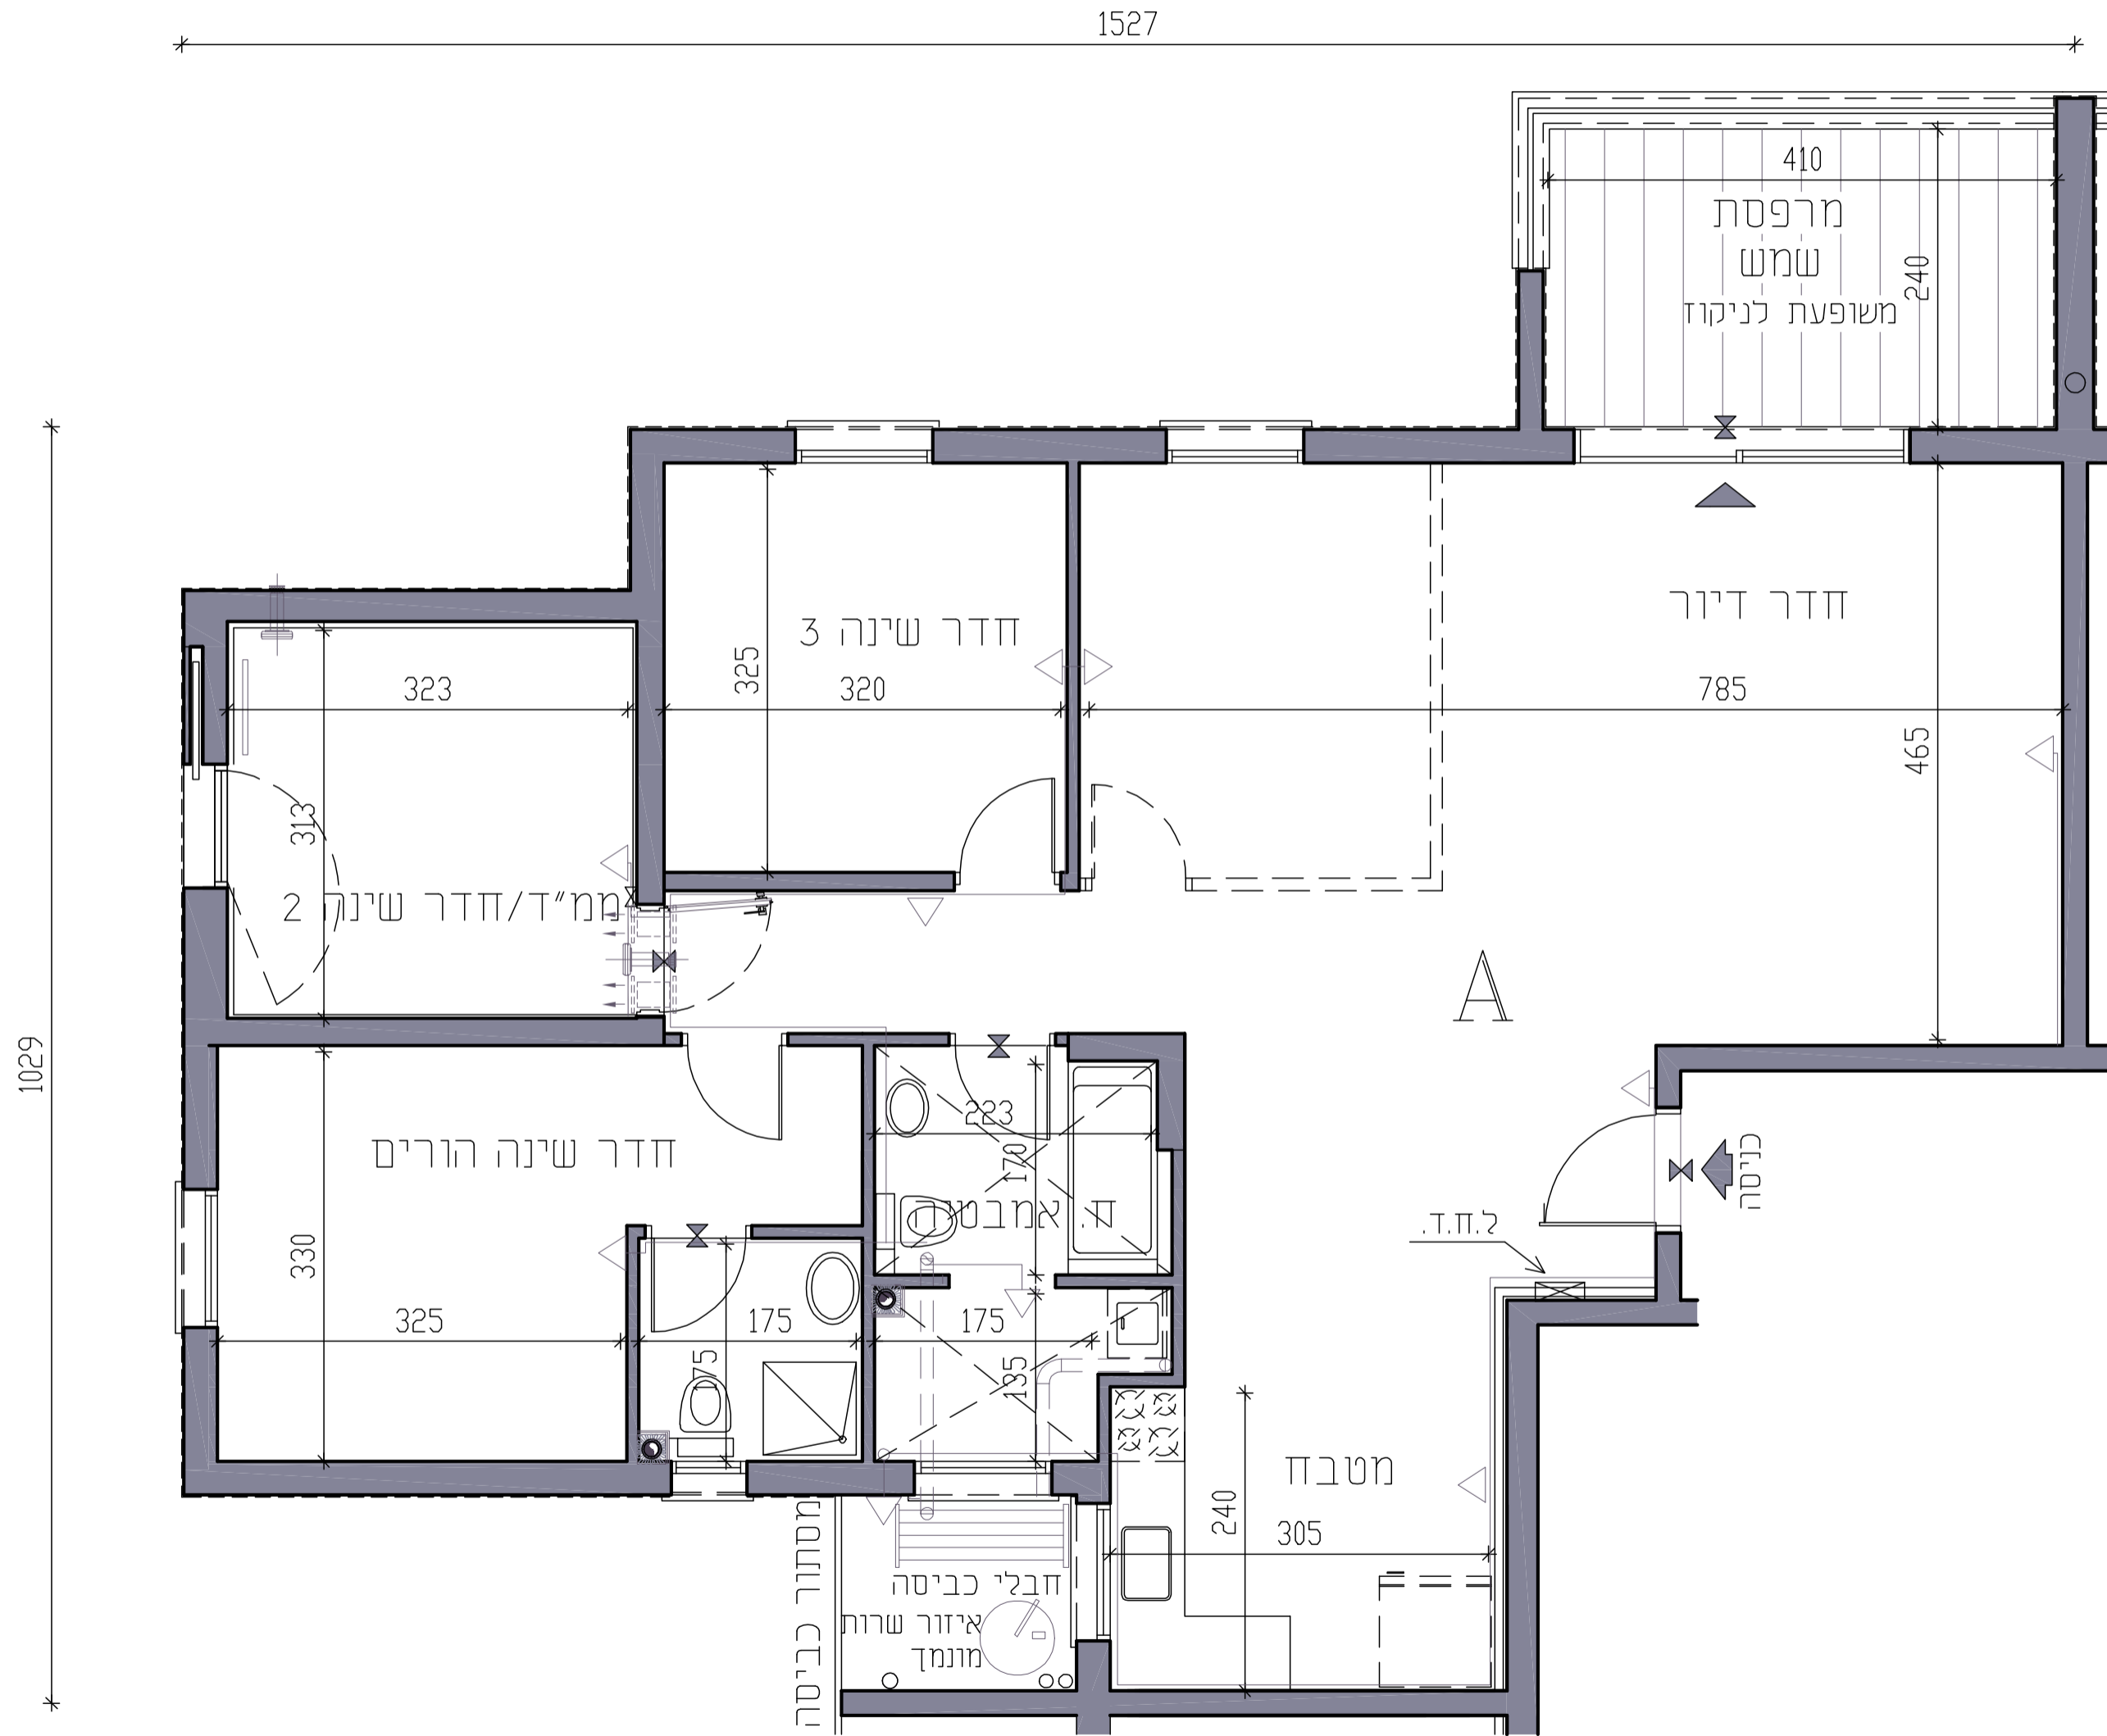 1527
410
מרפסת
שמש
240
משופעת לניקוז
חדר דיור
חדר שינה 3
325
320
323
785
465
313
ממ״ד/חדר שינה 2
A
1029
223
170
חדר שינה הורים
ח. אמבטיה
כניסה
ל.ח.ד.
330
325
175
175
175
135
מטבח
240
305
מסתור כביסה
חבלי כביסה
איזור שרות
מונמך